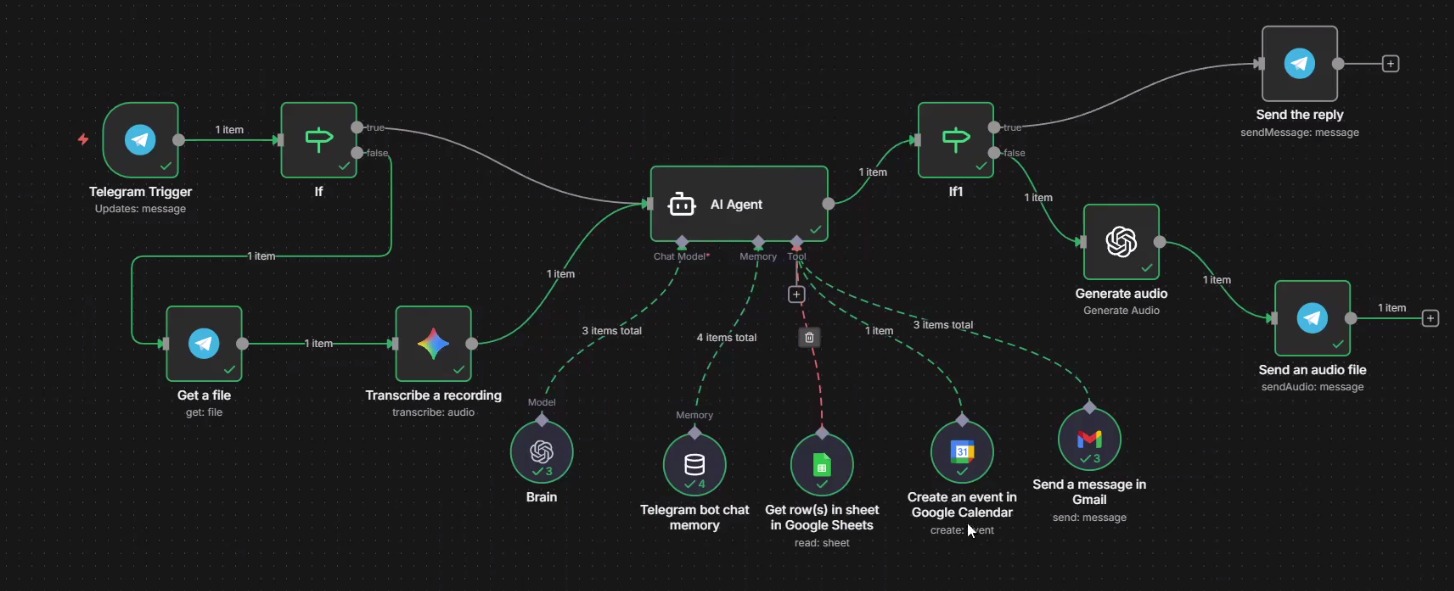 Send the reply
sendMessage: message
1 item
true
false
Telegram Trigger
Updates: message
If
AI Agent
Chat Model*
Memory
Tool
1 item
true
false
If1
1 item
Generate audio
Generate Audio
1 item
1 item
Send an audio file
sendAudio: message
1 item
1 item
Get a file
get: file
Transcribe a recording
transcribe: audio
1 item
3 items total
4 items total
1 item
3 items total
Model
3
Brain
Memory
4
Telegram bot chat
memory
Get row(s) in sheet
in Google Sheets
read: sheet
31
Create an event in
Google Calendar
create: event
3
Send a message in
Gmail
send: message